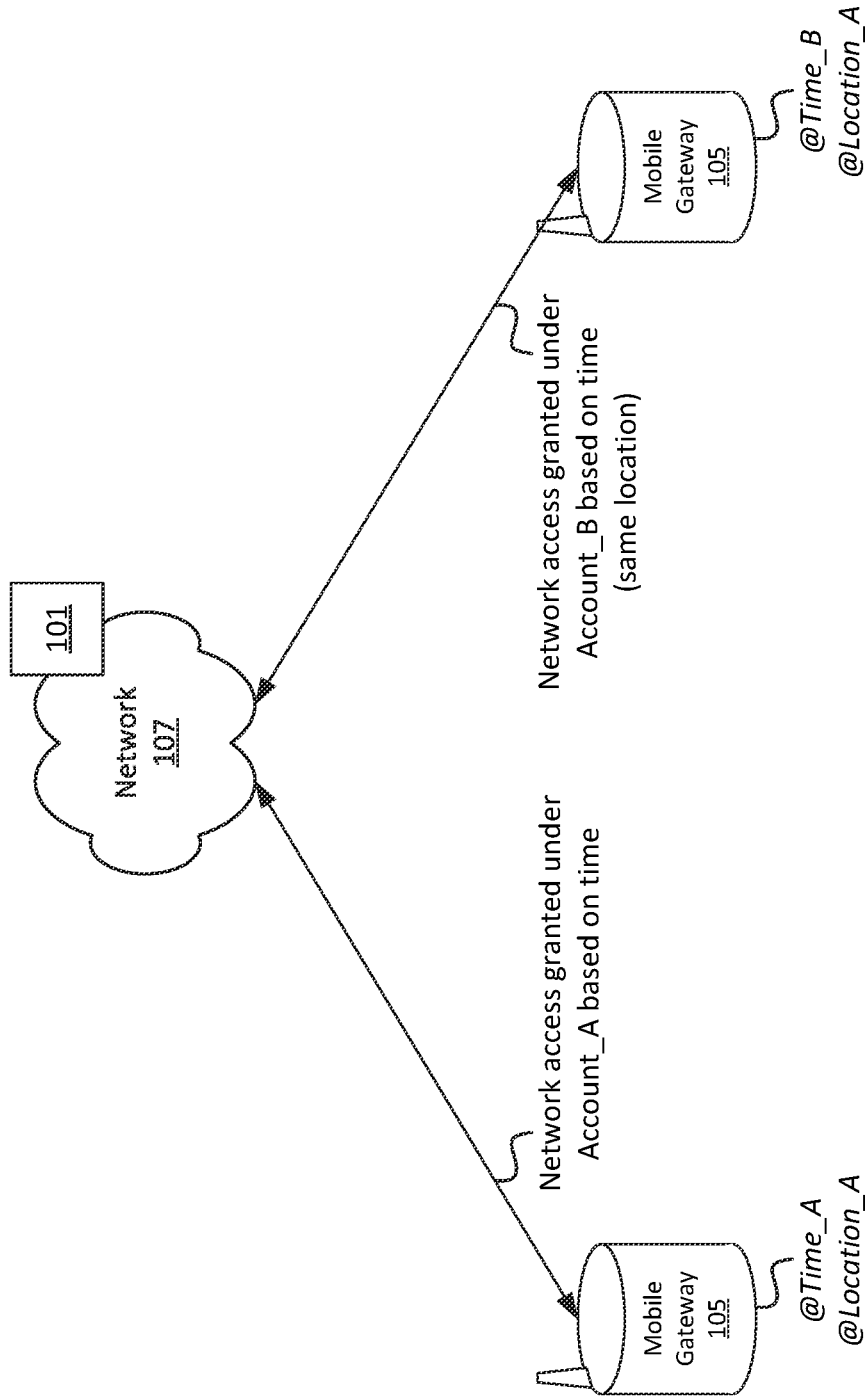 101
Network
107
Network access granted under
Account_A based on time
Network access granted under
Account_B based on time
(same location)
Mobile
Gateway
105
@Time_A
@Location_A
Mobile
Gateway
105
@Time_B
@Location_A